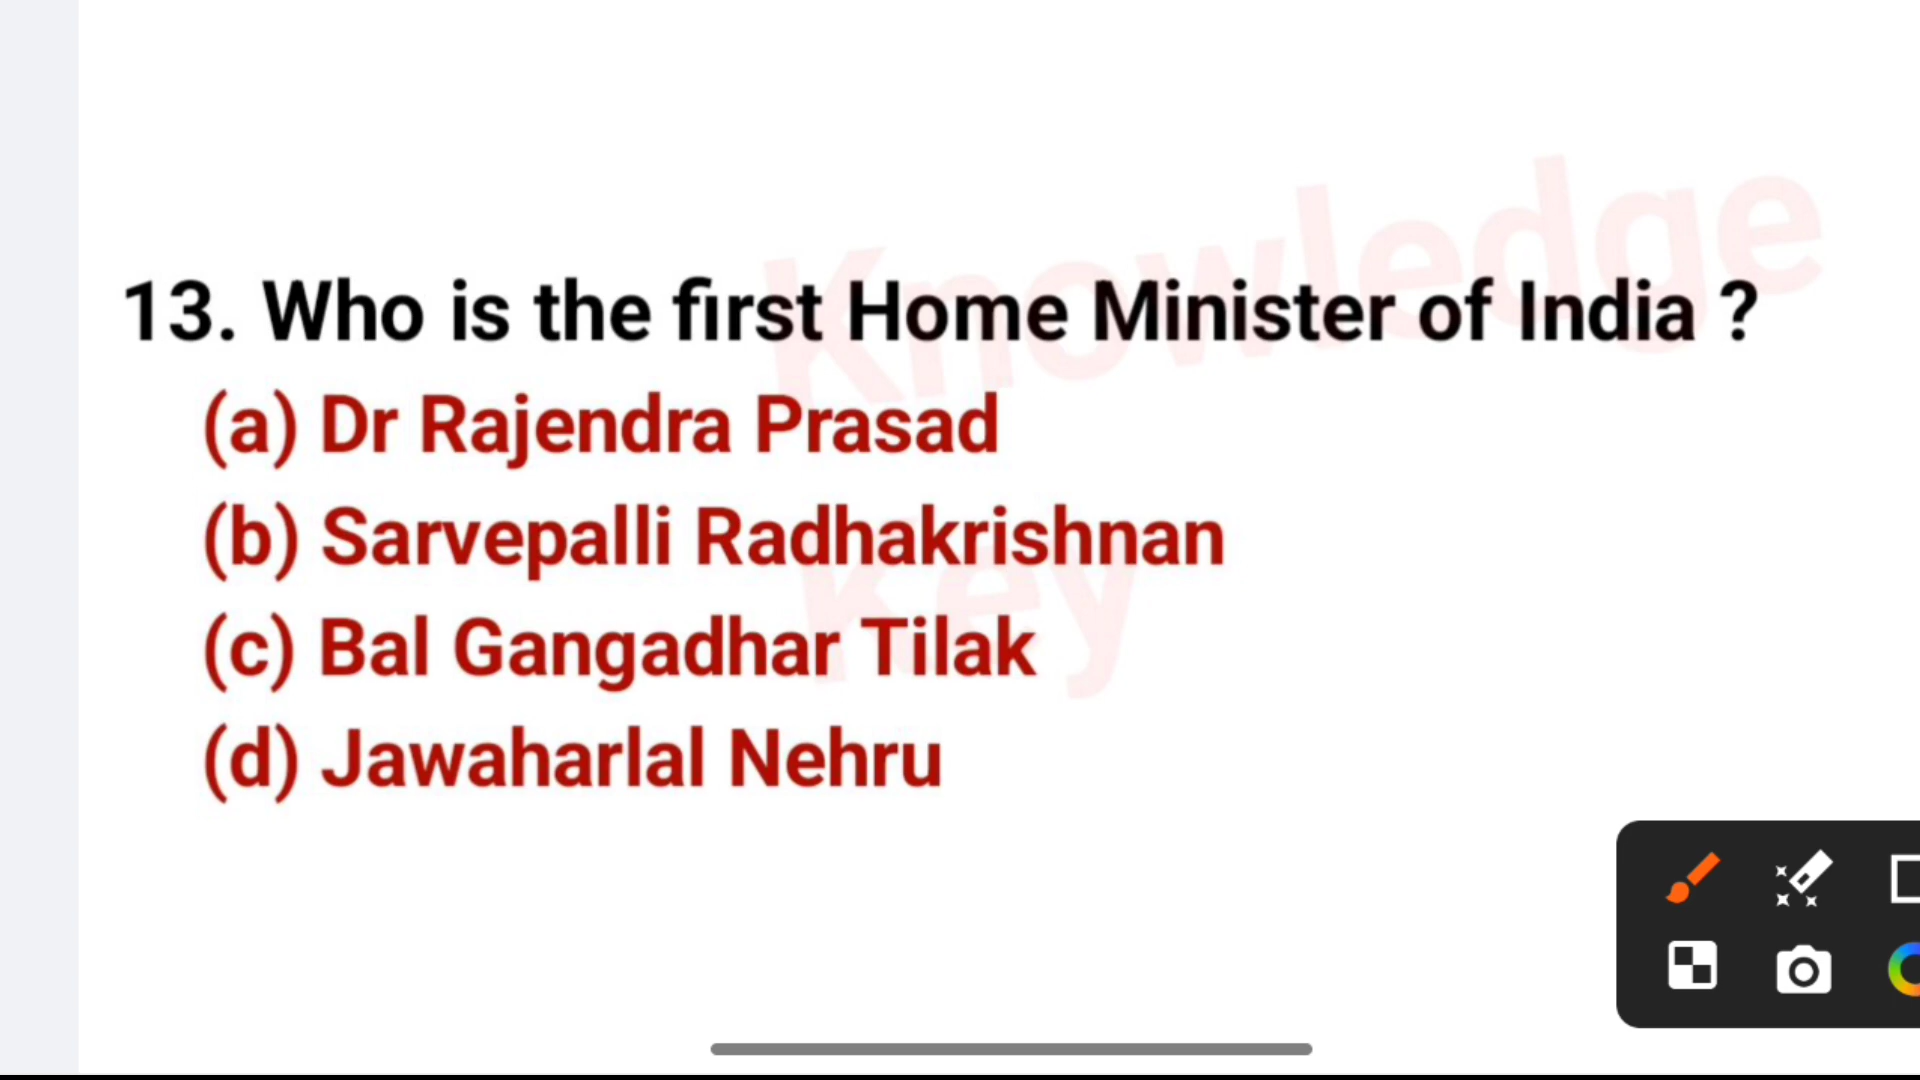 Knowledge
Key
13. Who is the first Home Minister of India ?
(a) Dr Rajendra Prasad
(b) Sarvepalli Radhakrishnan
(c) Bal Gangadhar Tilak
(d) Jawaharlal Nehru